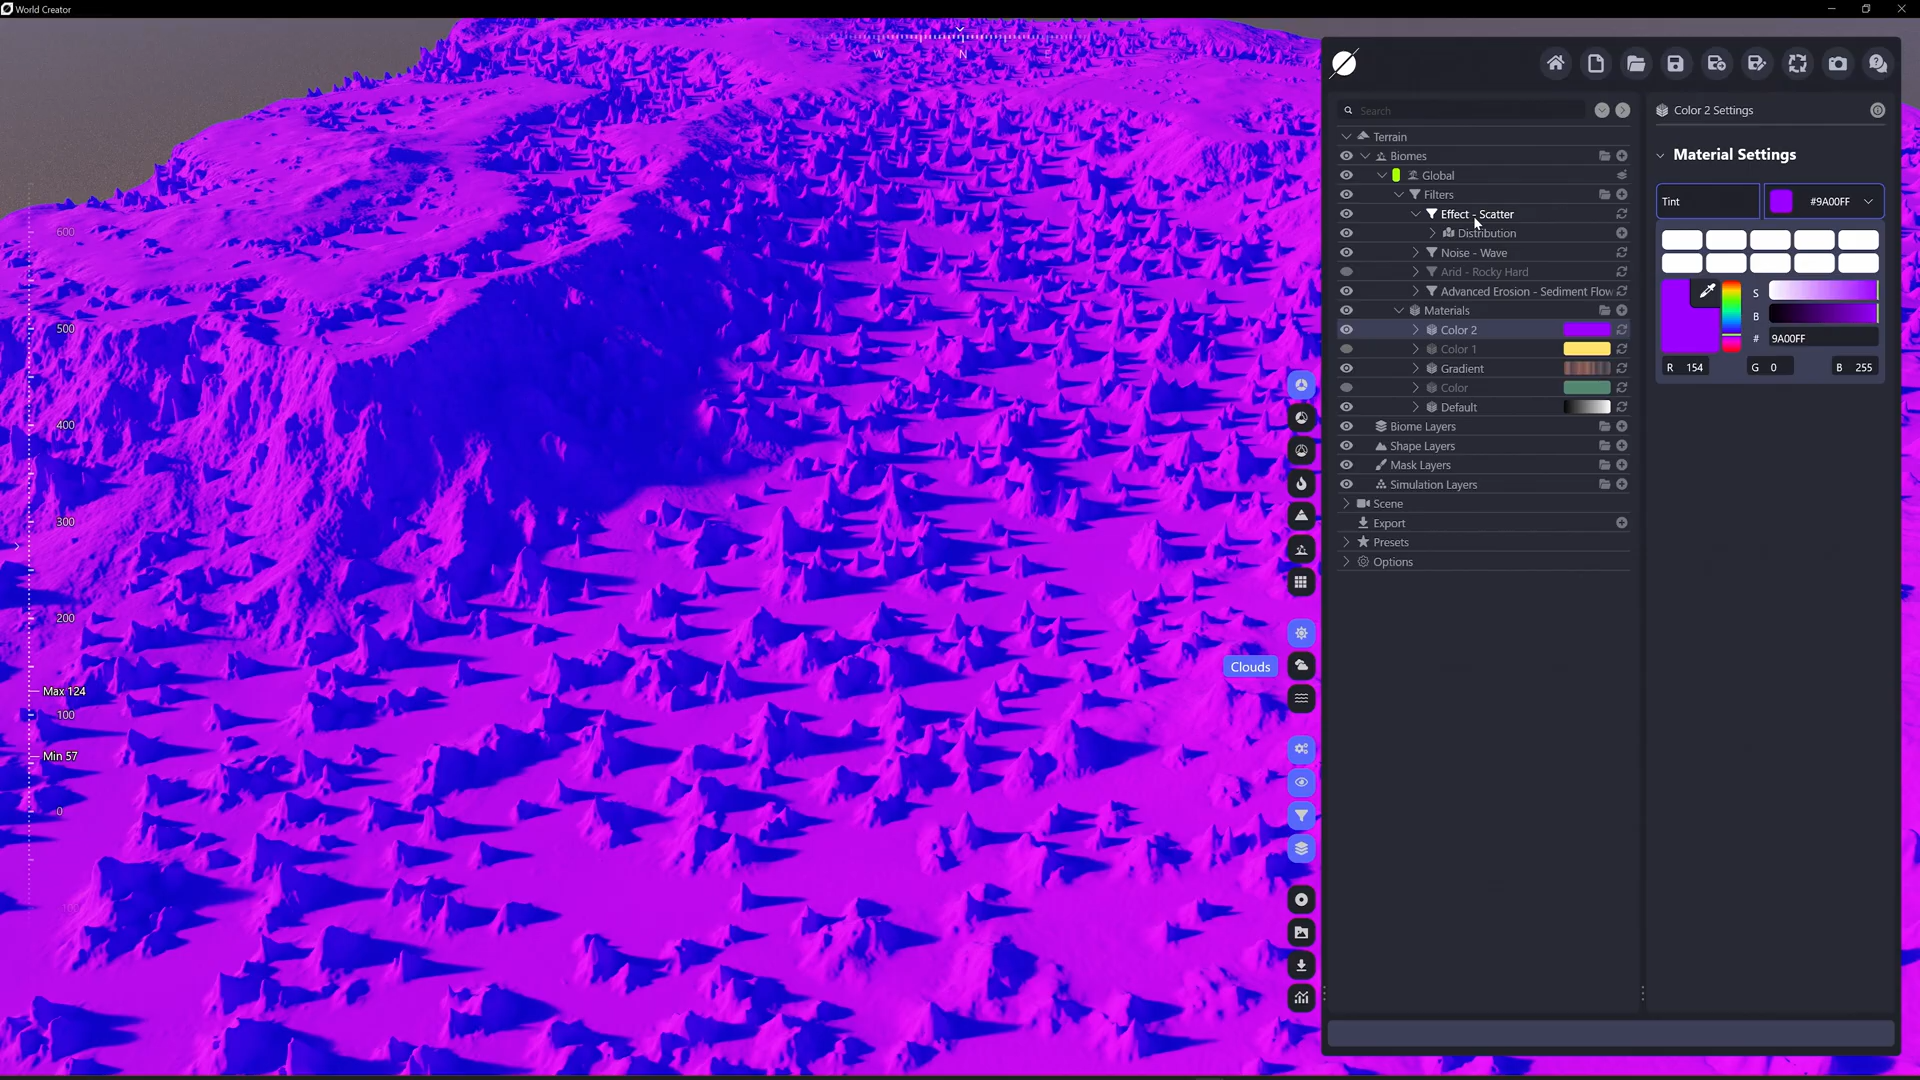 World Creator
W N
600
500
400
300
200
Max 124
100
Min 57
0
Clouds
Search
Terrain
Biomes
Global
Filters
Effect - Scatter
Distribution
Noise - Wave
Arid - Rocky Hard
Advanced Erosion - Sediment Flow
Materials
Color 2
Color 1
Gradient
Color
Default
Biome Layers
Shape Layers
Mask Layers
Simulation Layers
Scene
Export
Presets
Options
Color 2 Settings
Material Settings
Tint #9A00FF
S
B
# 9A00FF
R 154 G 0 B 255